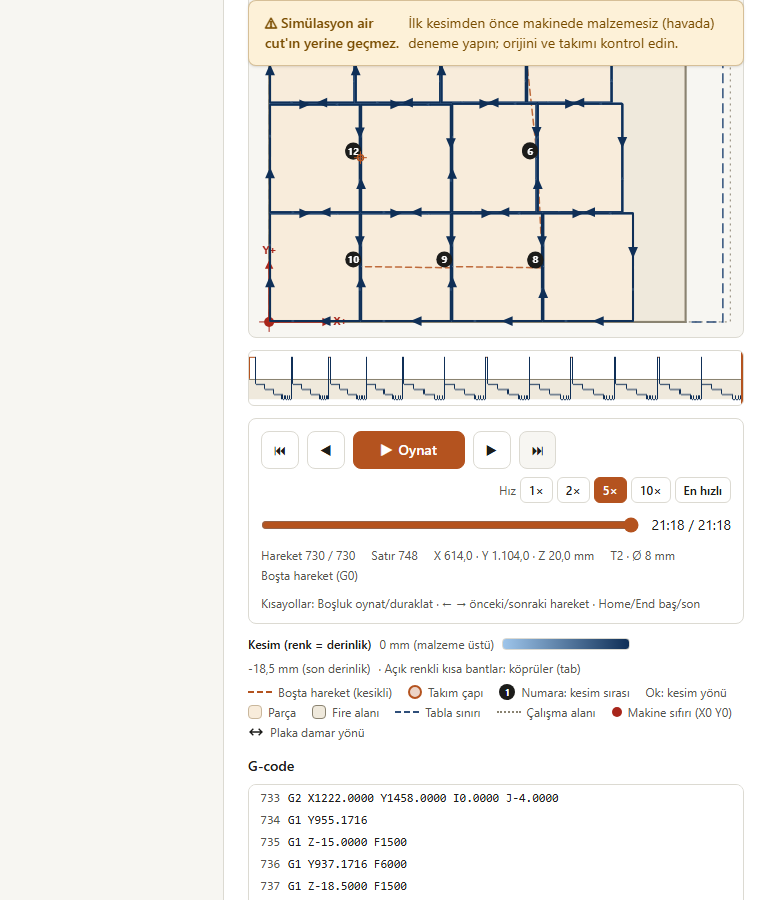 ⚠ Simülasyon air cut'ın yerine geçmez.
İlk kesimden önce makinede malzemesiz (havada) deneme yapın; orijini ve takımı kontrol edin.
12
6
Y+
10
9
8
X+
⏮ ◀ ▶ Oynat ▶ ⏭
Hız 1× 2× 5× 10× En hızlı
21:18 / 21:18
Hareket 730 / 730 Satır 748 X 614,0 · Y 1.104,0 · Z 20,0 mm T2 · Ø 8 mm
Boşta hareket (G0)
Kısayollar: Boşluk oynat/duraklat · ← → önceki/sonraki hareket · Home/End baş/son
Kesim (renk = derinlik) 0 mm (malzeme üstü)
-18,5 mm (son derinlik) · Açık renkli kısa bantlar: köprüler (tab)
Boşta hareket (kesikli) Takım çapı 1 Numara: kesim sırası Ok: kesim yönü
Parça Fire alanı Tabla sınırı Çalışma alanı Makine sıfırı (X0 Y0)
↔ Plaka damar yönü
G-code
733 G2 X1222.0000 Y1458.0000 I0.0000 J-4.0000
734 G1 Y955.1716
735 G1 Z-15.0000 F1500
736 G1 Y937.1716 F6000
737 G1 Z-18.5000 F1500